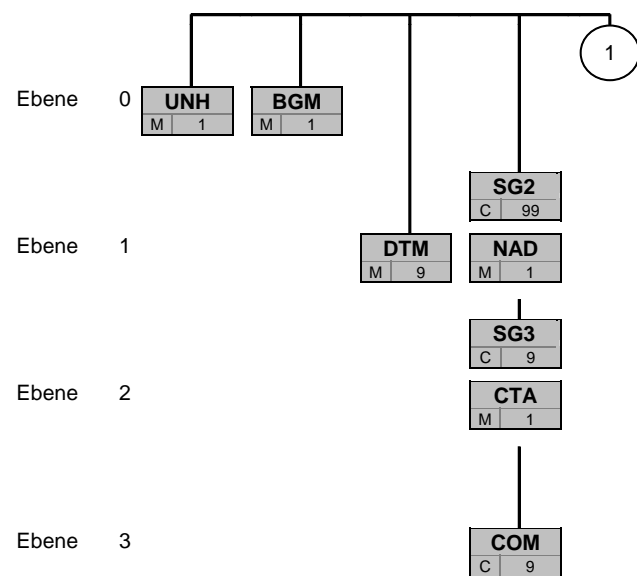 1
Ebene 0 UNH BGM
M 1 M 1
SG2
C 99
Ebene 1 DTM NAD
M 9 M 1
SG3
C 9
Ebene 2 CTA
M 1
Ebene 3 COM
C 9